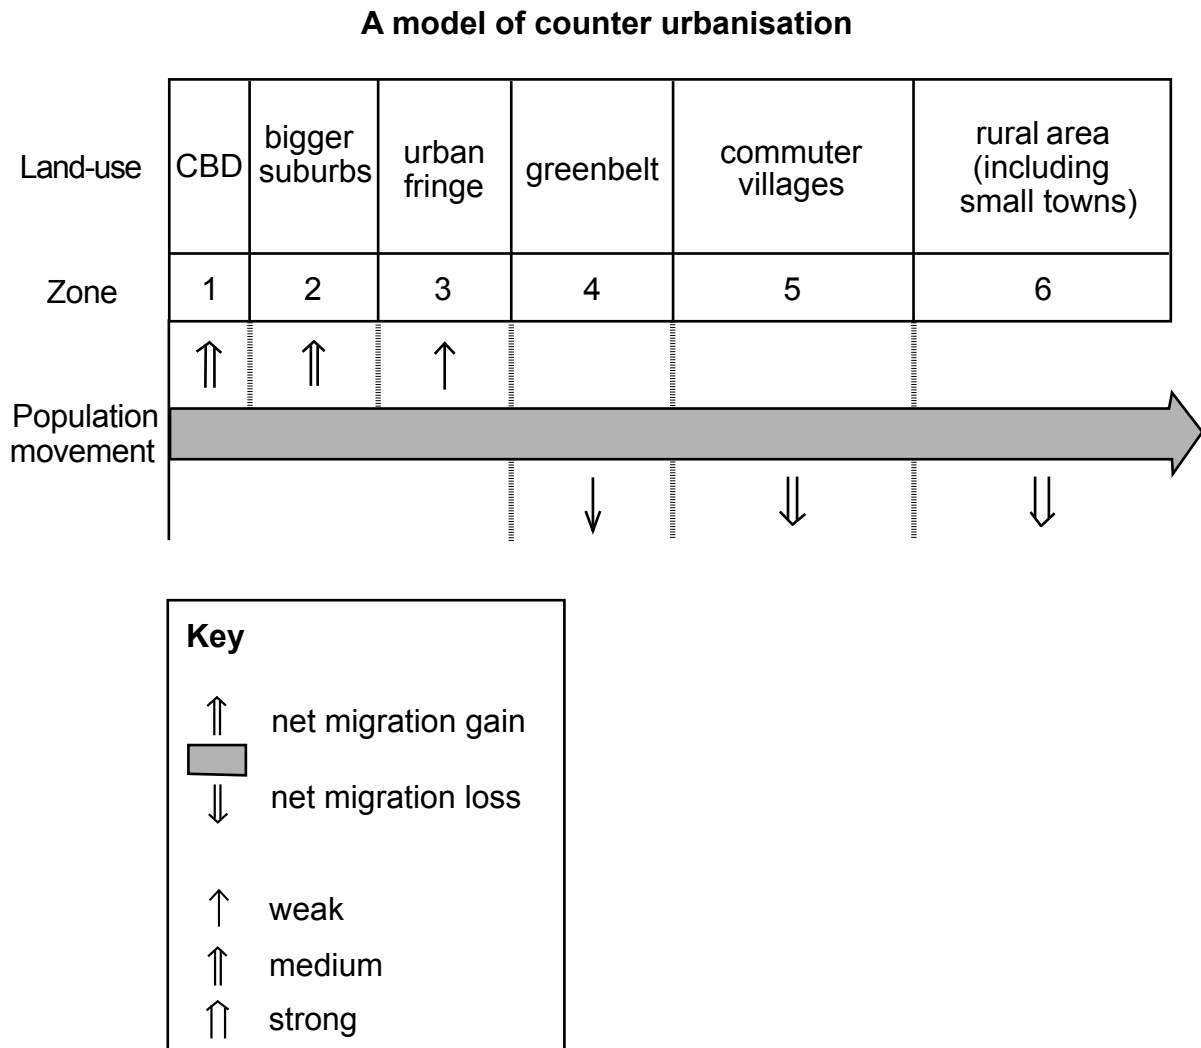 A model of counter urbanisation
Land-use
CBD
bigger
suburbs
urban
fringe
greenbelt
commuter
villages
rural area
(including
small towns)
Zone
1
2
3
4
5
6
Population
movement
Key
net migration gain
net migration loss
weak
medium
strong